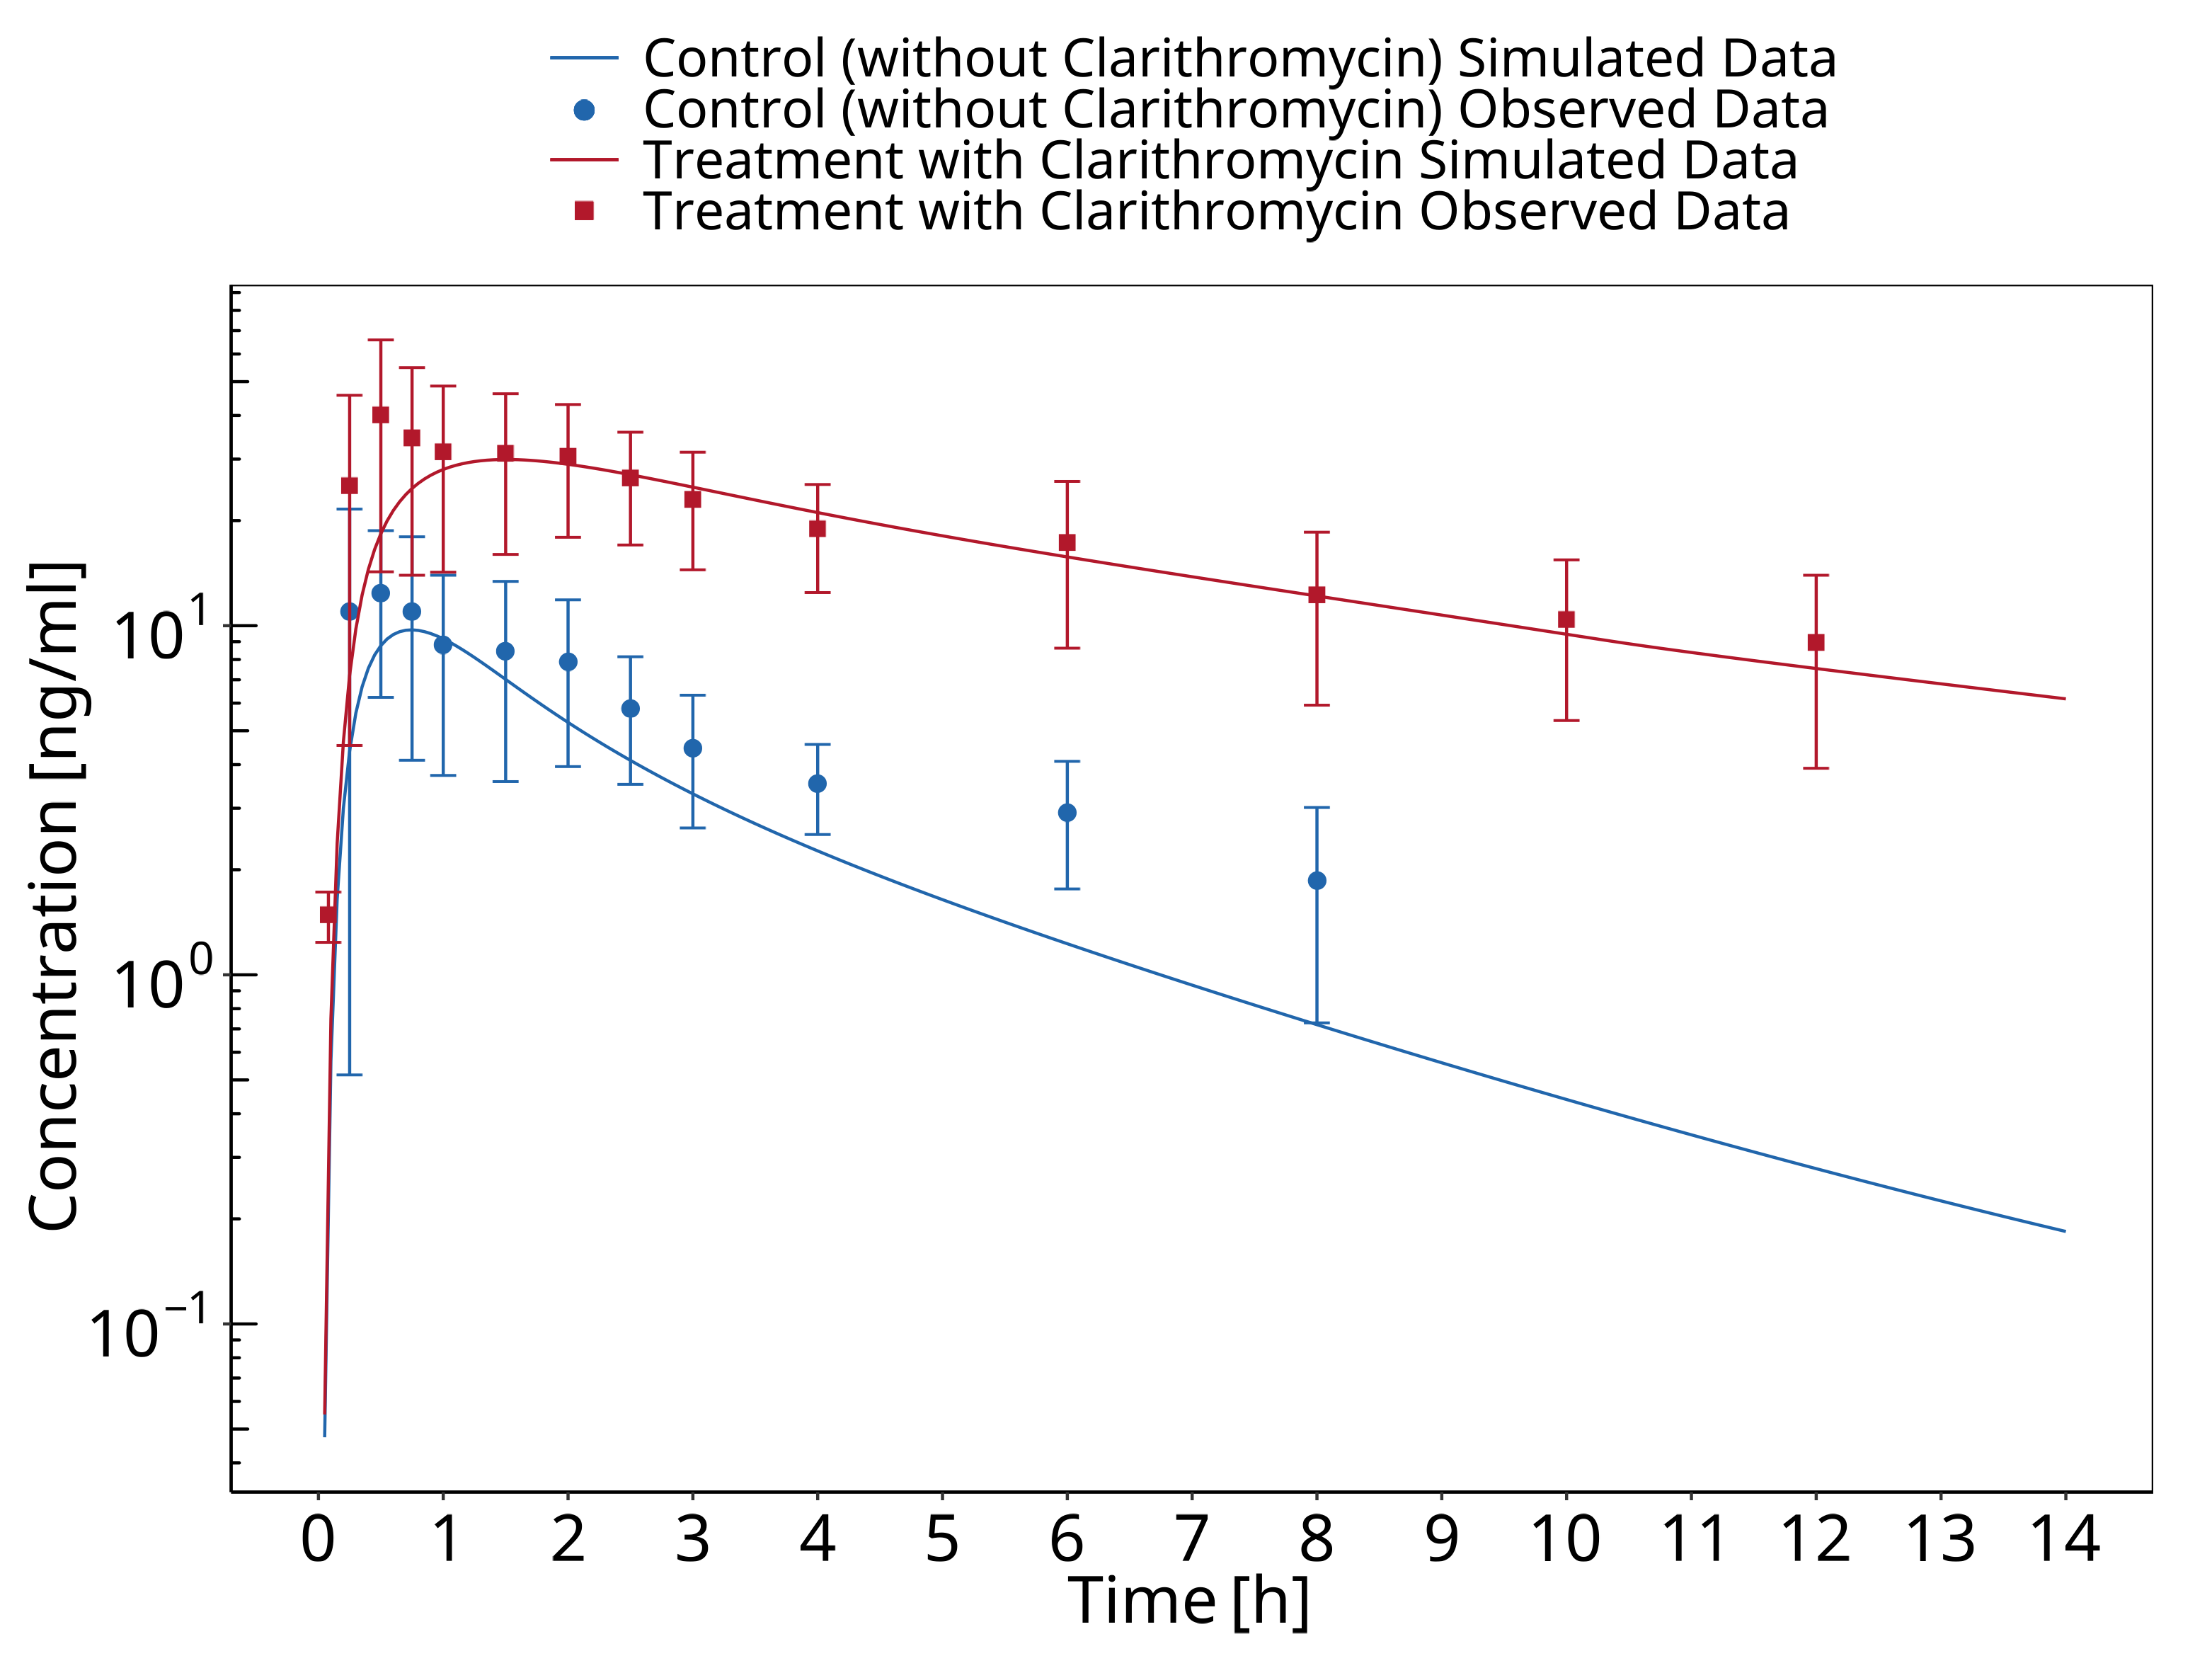 Control (without Clarithromycin) Simulated Data
Control (without Clarithromycin) Observed Data
Treatment with Clarithromycin Simulated Data
Treatment with Clarithromycin Observed Data
Concentration [ng/ml]
10¹
10⁰
10⁻¹
0 1 2 3 4 5 6 7 8 9 10 11 12 13 14
Time [h]